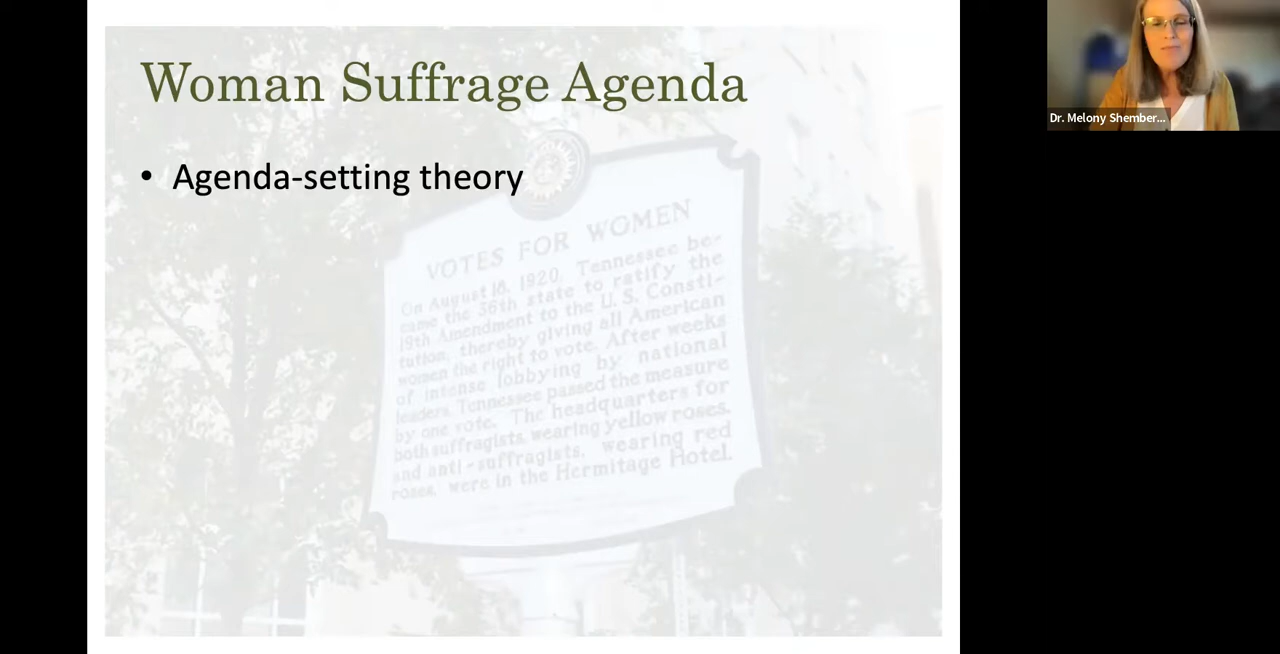 Woman Suffrage Agenda
• Agenda-setting theory
VOTES FOR WOMEN
On August 18, 1920, Tennessee be-
came the 36th state to ratify the
19th Amendment to the U.S. Consti-
tution, thereby giving all American
women the right to vote. After weeks
of intense lobbying by national
leaders, Tennessee passed the measure
by one vote. The headquarters for
both suffragists, wearing yellow roses,
and anti-suffragists, wearing red
roses, were in the Hermitage Hotel.
Dr. Melony Shember...